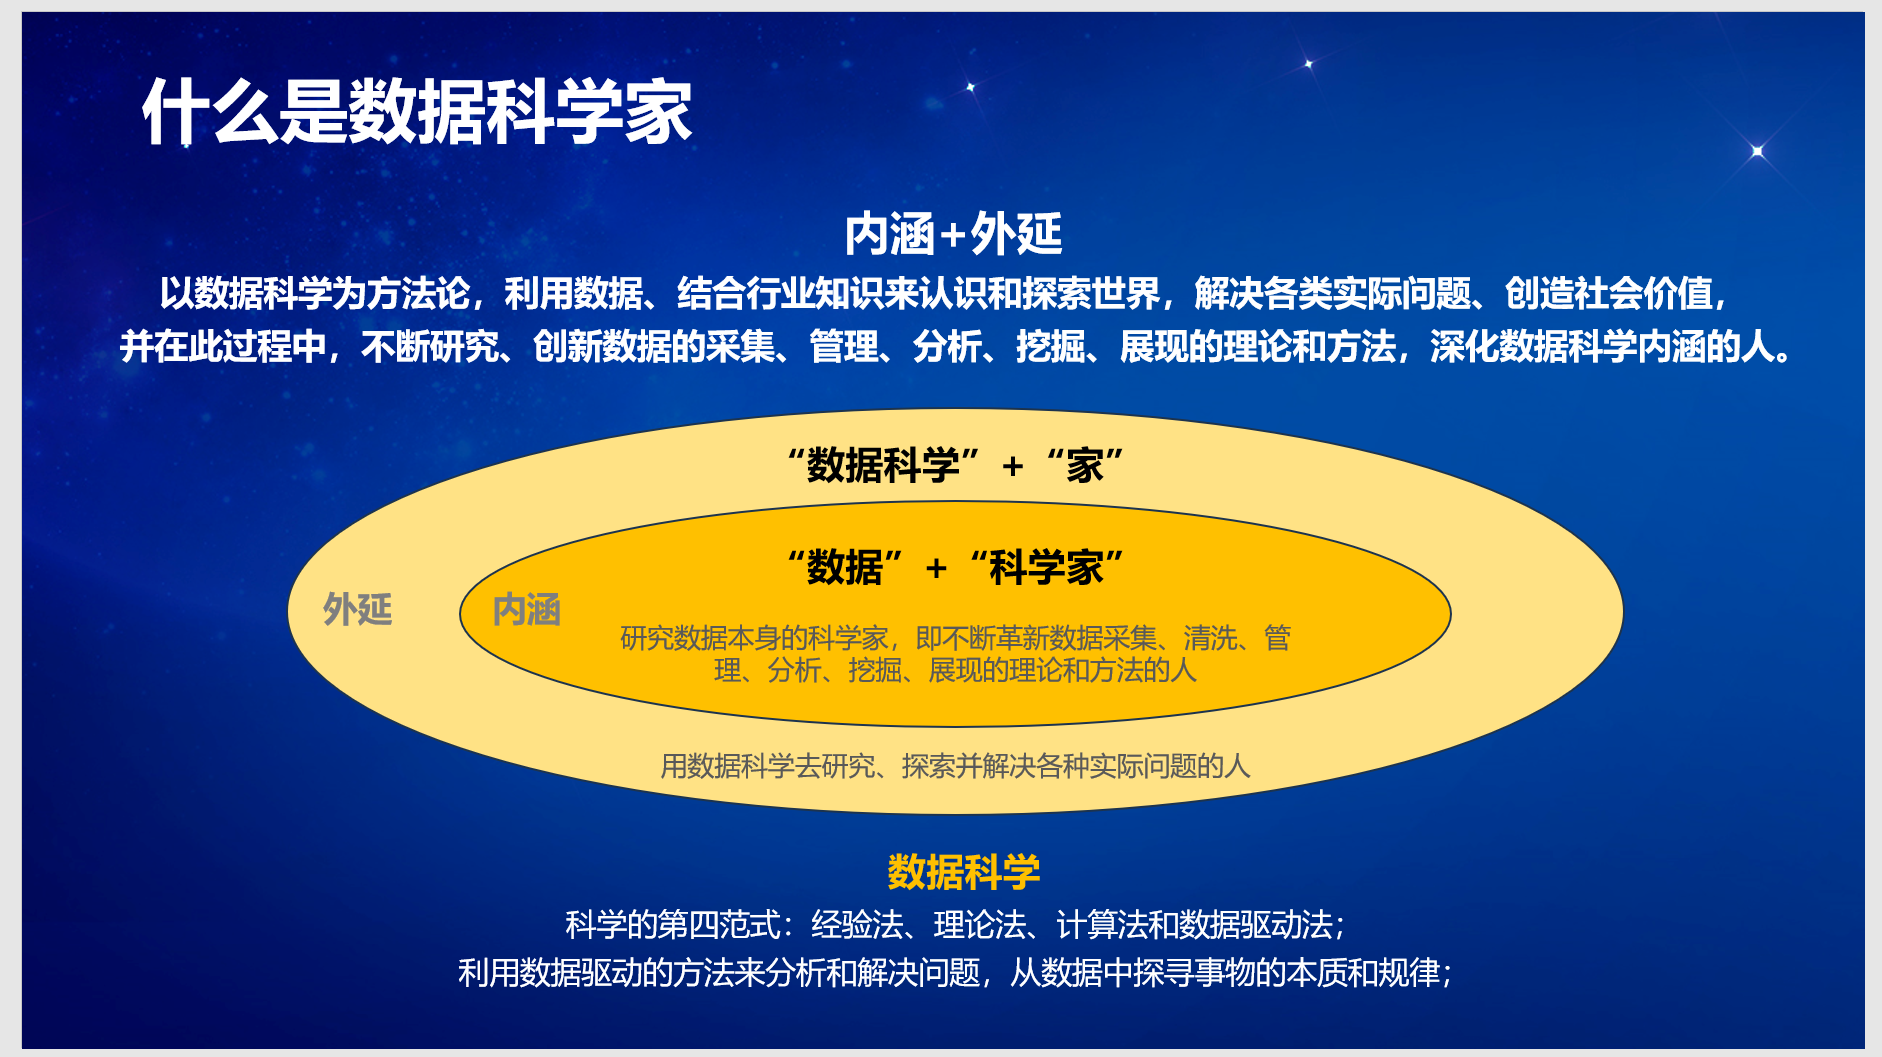 什么是数据科学家
内涵+外延
以数据科学为方法论，利用数据、结合行业知识来认识和探索世界，解决各类实际问题、创造社会价值，
并在此过程中，不断研究、创新数据的采集、管理、分析、挖掘、展现的理论和方法，深化数据科学内涵的人。
“数据科学” + “家”
“数据” + “科学家”
外延
内涵
研究数据本身的科学家，即不断革新数据采集、清洗、管
理、分析、挖掘、展现的理论和方法的人
用数据科学去研究、探索并解决各种实际问题的人
数据科学
科学的第四范式：经验法、理论法、计算法和数据驱动法；
利用数据驱动的方法来分析和解决问题，从数据中探寻事物的本质和规律；